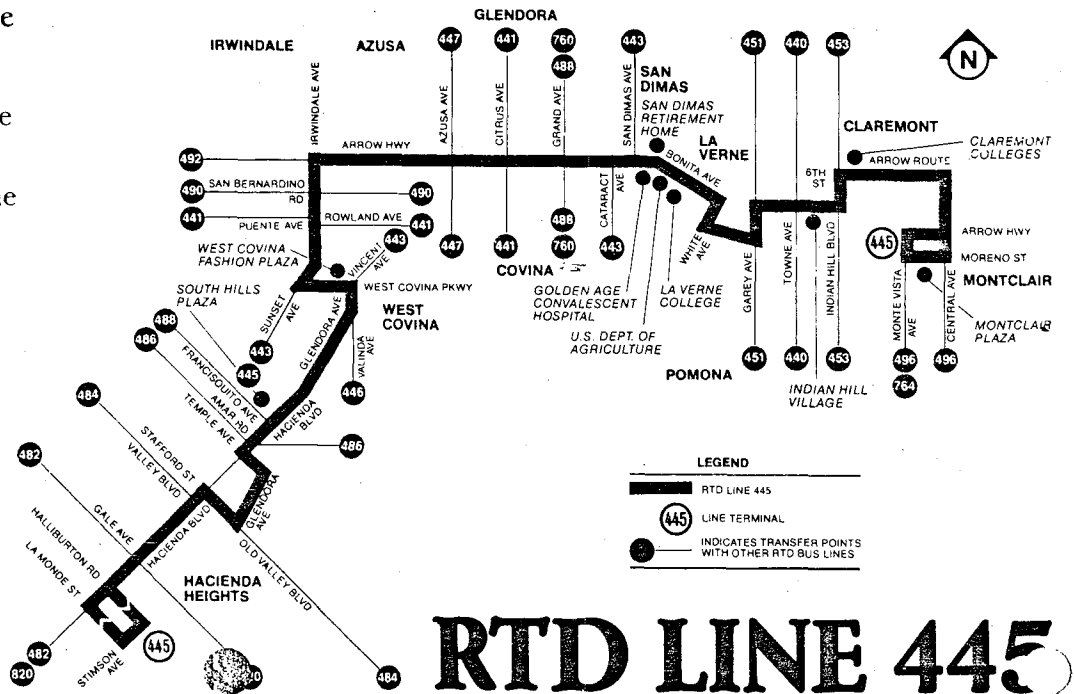 e
e
e
GLENDORA
IRWINDALE
AZUSA
447
441
760
488
443
451
440
453
N
IRWINDALE AVE
AZUSA AVE
CITRUS AVE
GRAND AVE
SAN DIMAS AVE
SAN
DIMAS
SAN DIMAS
RETIREMENT
HOME
LA
VERNE
CLAREMONT
CLAREMONT
COLLEGES
492
ARROW HWY
BONITA AVE
6TH
ST
ARROW ROUTE
490
SAN BERNARDINO
RD
490
441
PUENTE AVE
ROWLAND AVE
441
447
441
488
760
CATARACT
AVE
443
WHITE
AVE
GAREY AVE
TOWNE AVE
INDIAN HILL BLVD
445
ARROW HWY
MORENO ST
MONTCLAIR
WEST COVINA
FASHION PLAZA
VINCENT
AVE
443
WEST COVINA PKWY
COVINA
GOLDEN AGE
CONVALESCENT
HOSPITAL
LA VERNE
COLLEGE
U.S. DEPT. OF
AGRICULTURE
MONTE VISTA
AVE
CENTRAL AVE
MONTCLAIR
PLAZA
SOUTH HILLS
PLAZA
SUNSET
AVE
443
WEST
COVINA
GLENDORA AVE
VALINDA
AVE
446
488
486
445
FRANCISQUITO AVE
AMAR RD
TEMPLE AVE
HACIENDA
BLVD
486
POMONA
451
440
453
496
764
496
INDIAN HILL
VILLAGE
484
STAFFORD ST
VALLEY BLVD
GLENDORA
AVE
482
GALE AVE
HACIENDA BLVD
OLD VALLEY BLVD
HALLIBURTON RD
LA MONDE ST
HACIENDA
HEIGHTS
482
820
STIMSON
AVE
445
484
LEGEND
RTD LINE 445
445 LINE TERMINAL
INDICATES TRANSFER POINTS
WITH OTHER RTD BUS LINES
RTD LINE 445